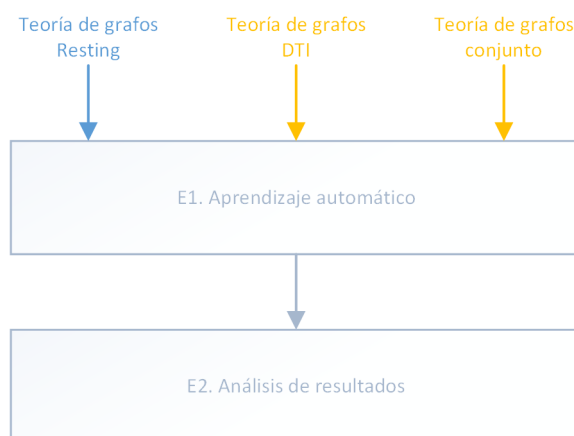 Teoría de grafos
Resting
Teoría de grafos
DTI
Teoría de grafos
conjunto
E1. Aprendizaje automático
E2. Análisis de resultados